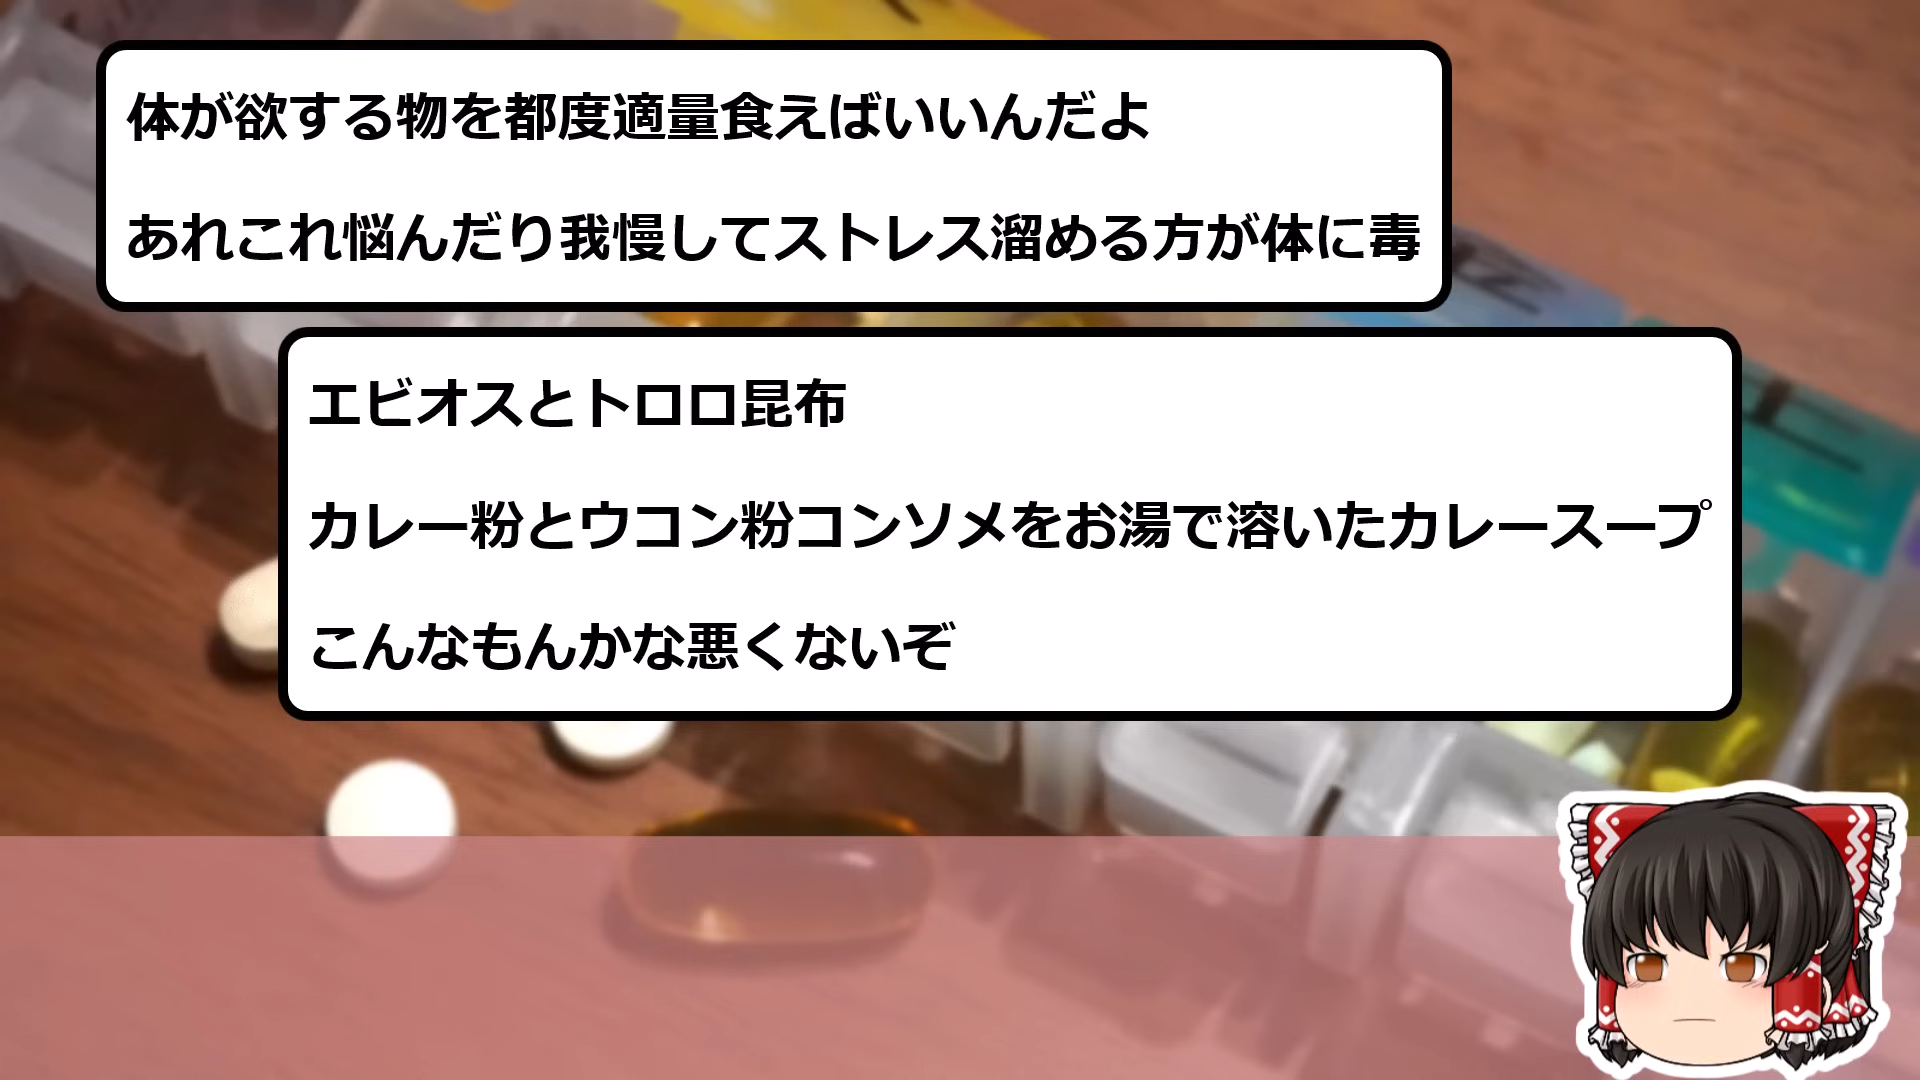 体が欲する物を都度適量食えばいいんだよ
あれこれ悩んだり我慢してストレス溜める方が体に毒
エビオスとトロロ昆布
カレー粉とウコン粉コンソメをお湯で溶いたカレースープ
こんなもんかな悪くないぞ